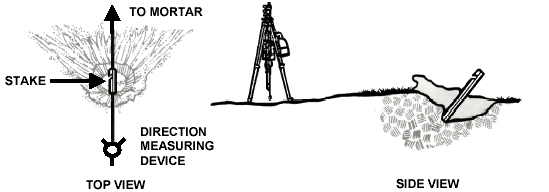 TO MORTAR
STAKE
DIRECTION
MEASURING
DEVICE
TOP VIEW
SIDE VIEW